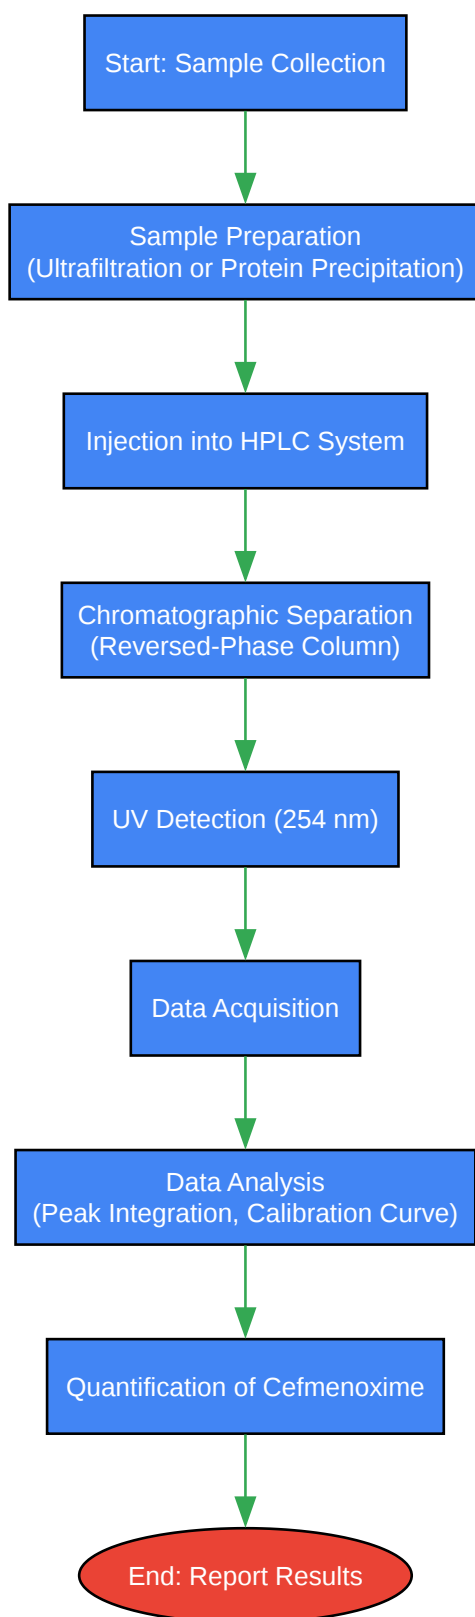 Start: Sample Collection
Sample Preparation
(Ultrafiltration or Protein Precipitation)
Injection into HPLC System
Chromatographic Separation
(Reversed-Phase Column)
UV Detection (254 nm)
Data Acquisition
Data Analysis
(Peak Integration, Calibration Curve)
Quantification of Cefmenoxime
End: Report Results